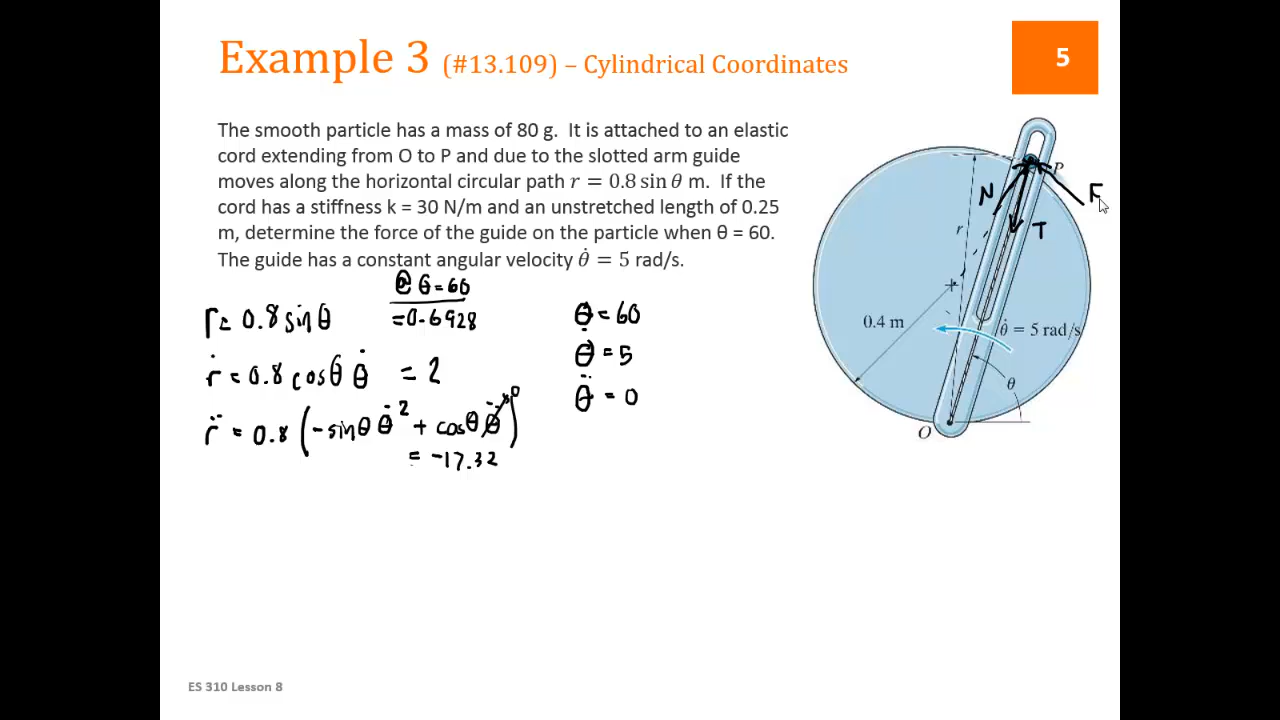 Example 3 (#13.109) – Cylindrical Coordinates
5
The smooth particle has a mass of 80 g. It is attached to an elastic
cord extending from O to P and due to the slotted arm guide
moves along the horizontal circular path r = 0.8 sin θ m. If the
cord has a stiffness k = 30 N/m and an unstretched length of 0.25
m, determine the force of the guide on the particle when θ = 60.
The guide has a constant angular velocity θ̇ = 5 rad/s.
@ θ = 60
r = 0.8 sin θ = 0.6928
ṙ = 0.8 cos θ θ̇ = 2
r̈ = 0.8 (-sin θ θ̇² + cos θ θ̈) 0
= -17.32
θ = 60
θ̇ = 5
θ̈ = 0
P
N
F
T
r
0.4 m
θ̇ = 5 rad/s
θ
O
ES 310 Lesson 8